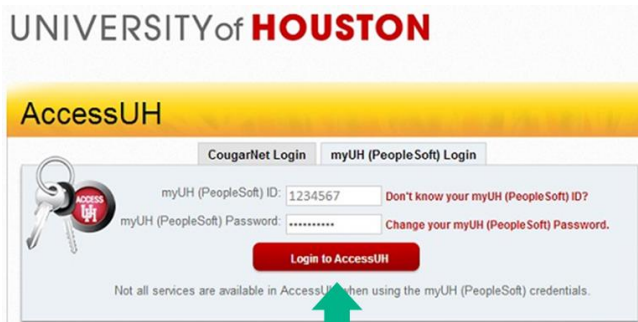 UNIVERSITY of HOUSTON
AccessUH
CougarNet Login myUH (PeopleSoft) Login
ACCESS
UH
myUH (PeopleSoft) ID: 1234567 Don't know your myUH (PeopleSoft) ID?
myUH (PeopleSoft) Password: •••••••••• Change your myUH (PeopleSoft) Password.
Login to AccessUH
Not all services are available in AccessUH when using the myUH (PeopleSoft) credentials.